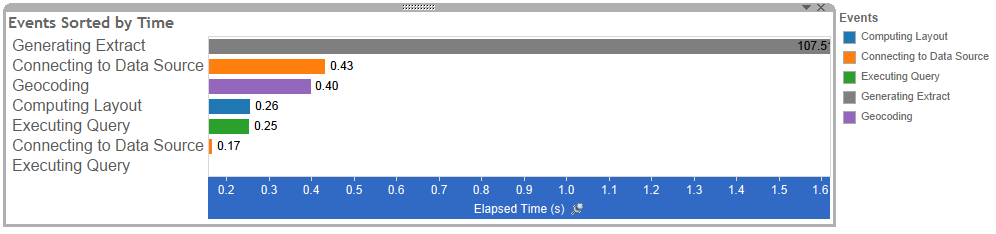 Events Sorted by Time
Generating Extract
107.51
Connecting to Data Source
0.43
Geocoding
0.40
Computing Layout
0.26
Executing Query
0.25
Connecting to Data Source
0.17
Executing Query
0.2 0.3 0.4 0.5 0.6 0.7 0.8 0.9 1.0 1.1 1.2 1.3 1.4 1.5 1.6
Elapsed Time (s)
Events
Computing Layout
Connecting to Data Source
Executing Query
Generating Extract
Geocoding